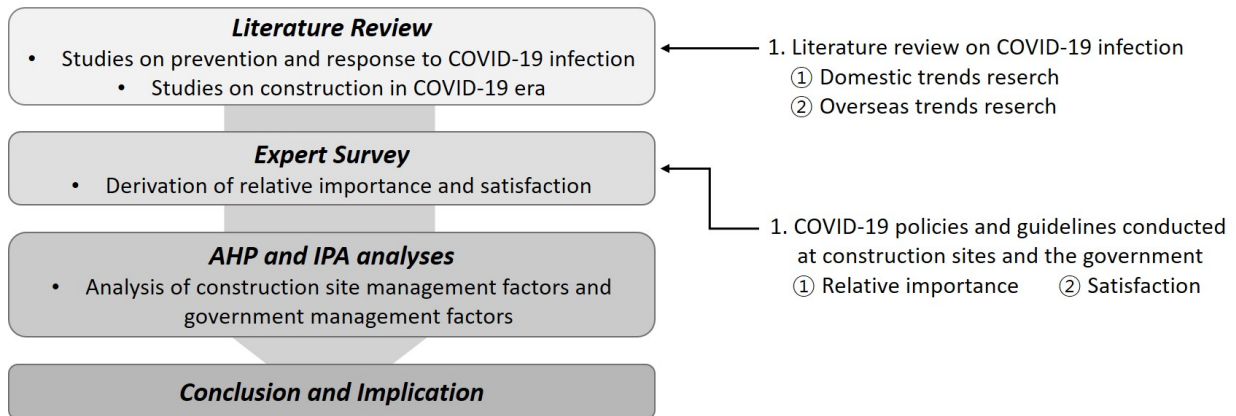 Literature Review
• Studies on prevention and response to COVID-19 infection
• Studies on construction in COVID-19 era
1. Literature review on COVID-19 infection
① Domestic trends reserch
② Overseas trends reserch
Expert Survey
• Derivation of relative importance and satisfaction
1. COVID-19 policies and guidelines conducted
at construction sites and the government
① Relative importance ② Satisfaction
AHP and IPA analyses
• Analysis of construction site management factors and
government management factors
Conclusion and Implication